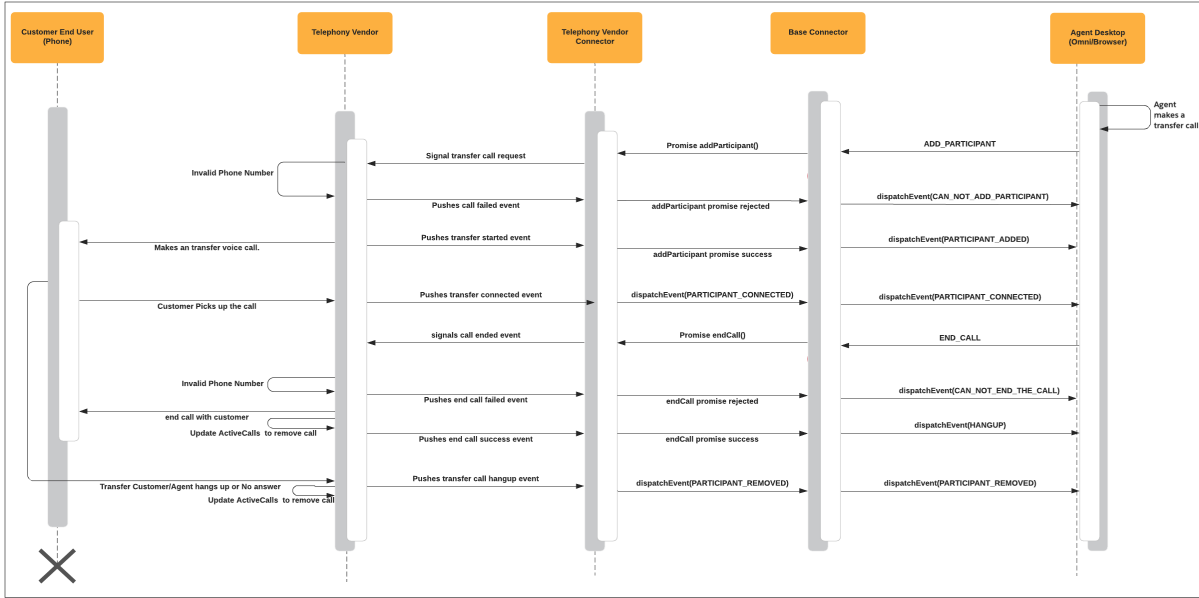 Customer End User
(Phone)
Telephony Vendor
Telephony Vendor
Connector
Base Connector
Agent Desktop
(Omni/Browser)
Agent
makes a
transfer call
ADD_PARTICIPANT
Promise addParticipant()
Signal transfer call request
Invalid Phone Number
Pushes call failed event
addParticipant promise rejected
dispatchEvent(CAN_NOT_ADD_PARTICIPANT)
Makes an transfer voice call.
Pushes transfer started event
addParticipant promise success
dispatchEvent(PARTICIPANT_ADDED)
Customer Picks up the call
Pushes transfer connected event
dispatchEvent(PARTICIPANT_CONNECTED)
dispatchEvent(PARTICIPANT_CONNECTED)
signals call ended event
Promise endCall()
END_CALL
Invalid Phone Number
Pushes end call failed event
endCall promise rejected
dispatchEvent(CAN_NOT_END_THE_CALL)
end call with customer
Update ActiveCalls to remove call
Pushes end call success event
endCall promise success
dispatchEvent(HANGUP)
Transfer Customer/Agent hangs up or No answer
Update ActiveCalls to remove call
Pushes transfer call hangup event
dispatchEvent(PARTICIPANT_REMOVED)
dispatchEvent(PARTICIPANT_REMOVED)